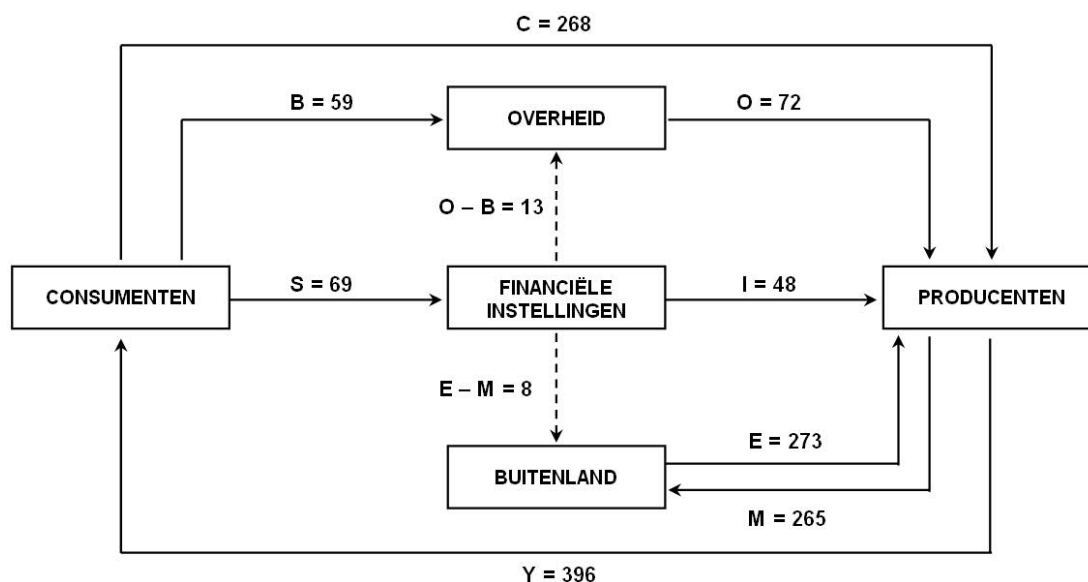 C = 268
B = 59
OVERHEID
O = 72
O – B = 13
CONSUMENTEN
S = 69
FINANCIËLE
INSTELLINGEN
I = 48
PRODUCENTEN
E – M = 8
BUITENLAND
E = 273
M = 265
Y = 396